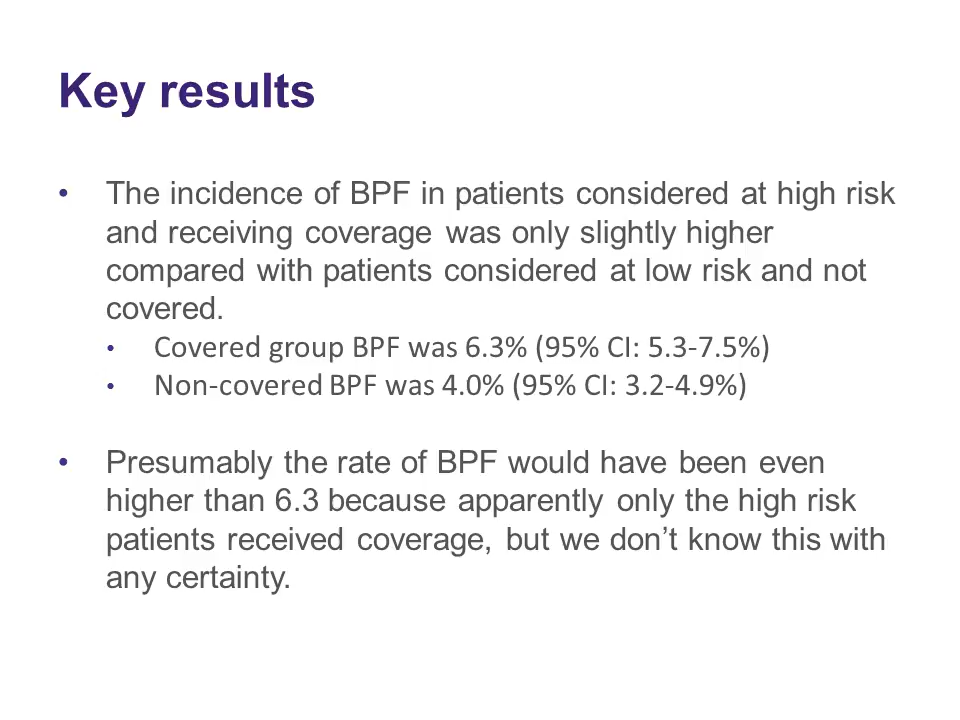 Key results
• The incidence of BPF in patients considered at high risk
and receiving coverage was only slightly higher
compared with patients considered at low risk and not
covered.
• Covered group BPF was 6.3% (95% CI: 5.3-7.5%)
• Non-covered BPF was 4.0% (95% CI: 3.2-4.9%)
• Presumably the rate of BPF would have been even
higher than 6.3 because apparently only the high risk
patients received coverage, but we don’t know this with
any certainty.